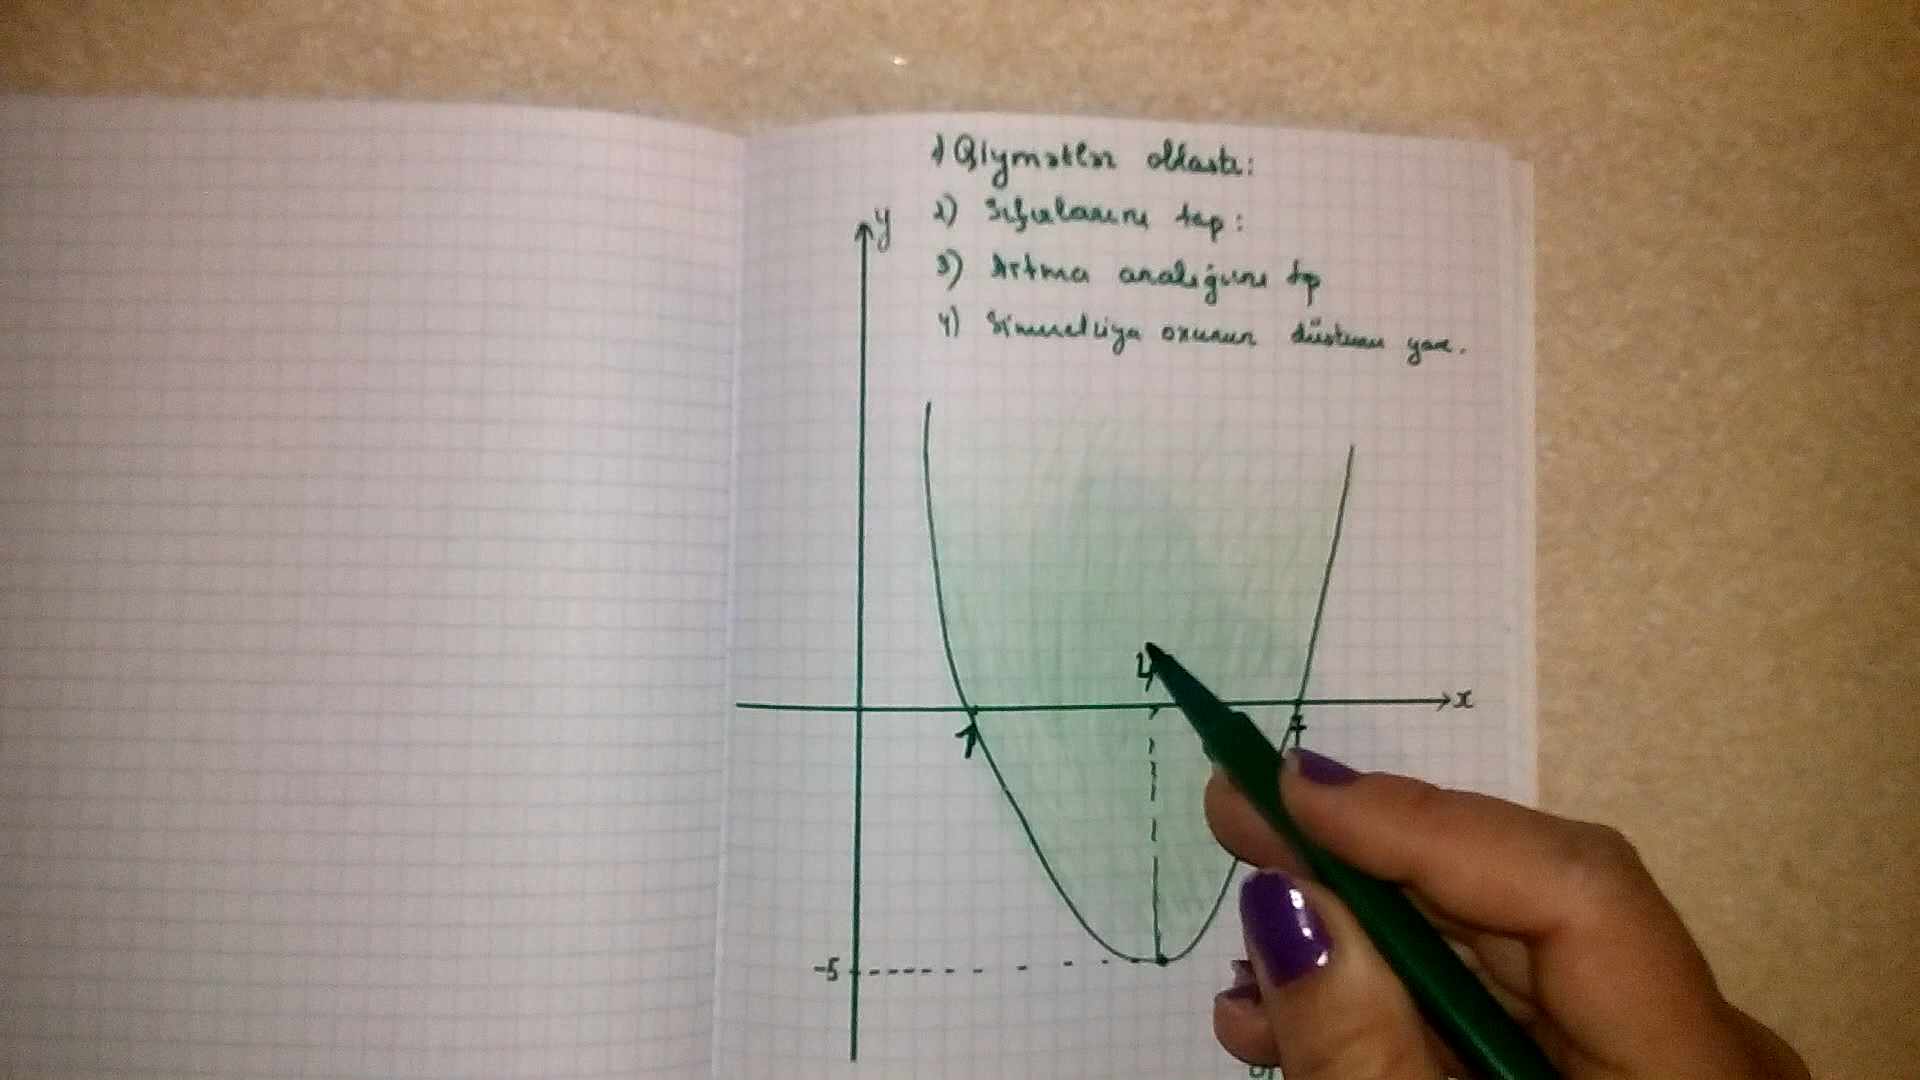 1) Qiymətlər oblastı:
2) Sıfırlarını tap:
3) Artma aralığını tap
4) Simmetriya oxunun düsturunu yaz.
y
4
x
1
7
-5